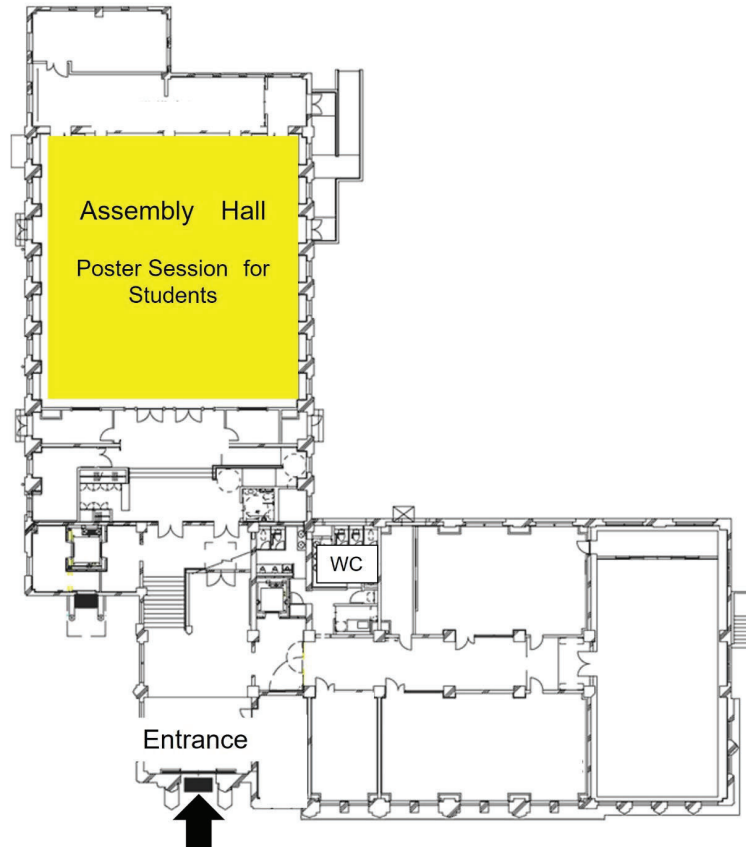 Assembly Hall
Poster Session for
Students
WC
Entrance